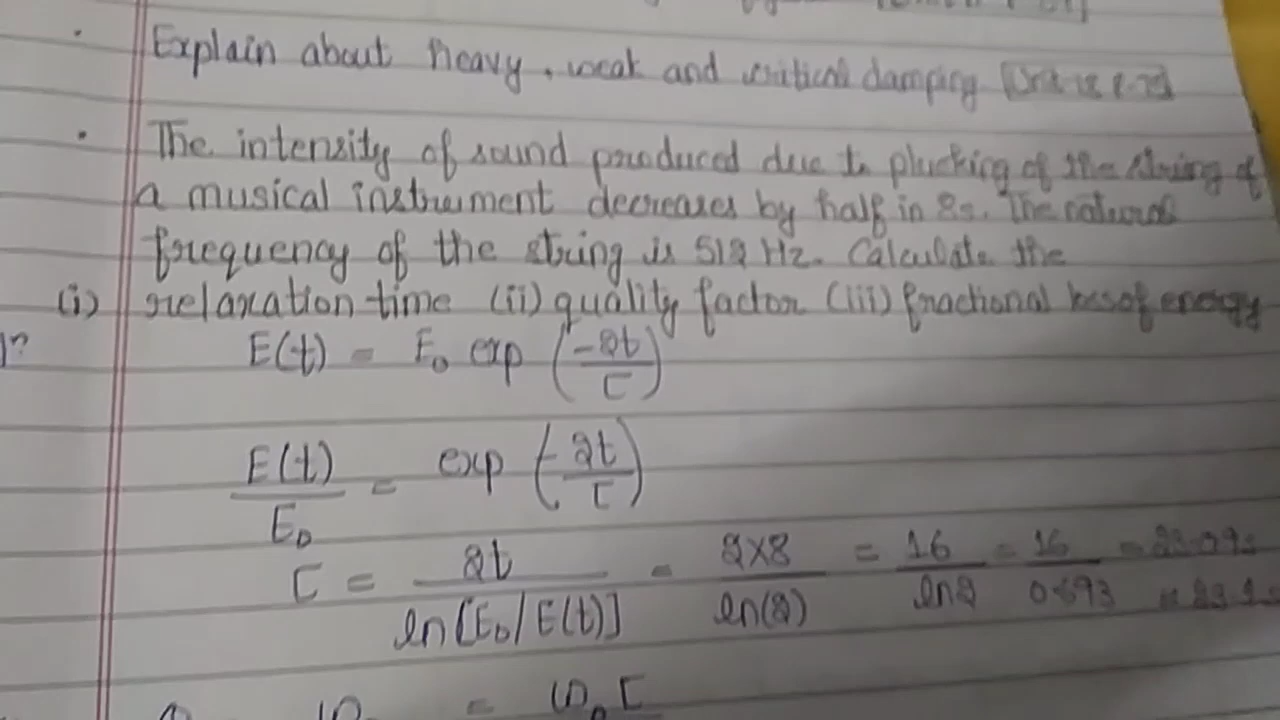 Explain about heavy, weak and critical damping
The intensity of sound produced due to plucking of the string of
a musical instrument decreases by half in 8s. The natural
frequency of the string is 512 Hz. Calculate the
(i) relaxation time (ii) quality factor (iii) fractional loss of energy
E(t) = E₀ exp (-2t/τ)
E(t)/E₀ = exp (-2t/τ)
τ = 2t/ln[E₀/E(t)] = 2×8/ln(2) = 16/ln2 = 16/0.693
= ω₀τ